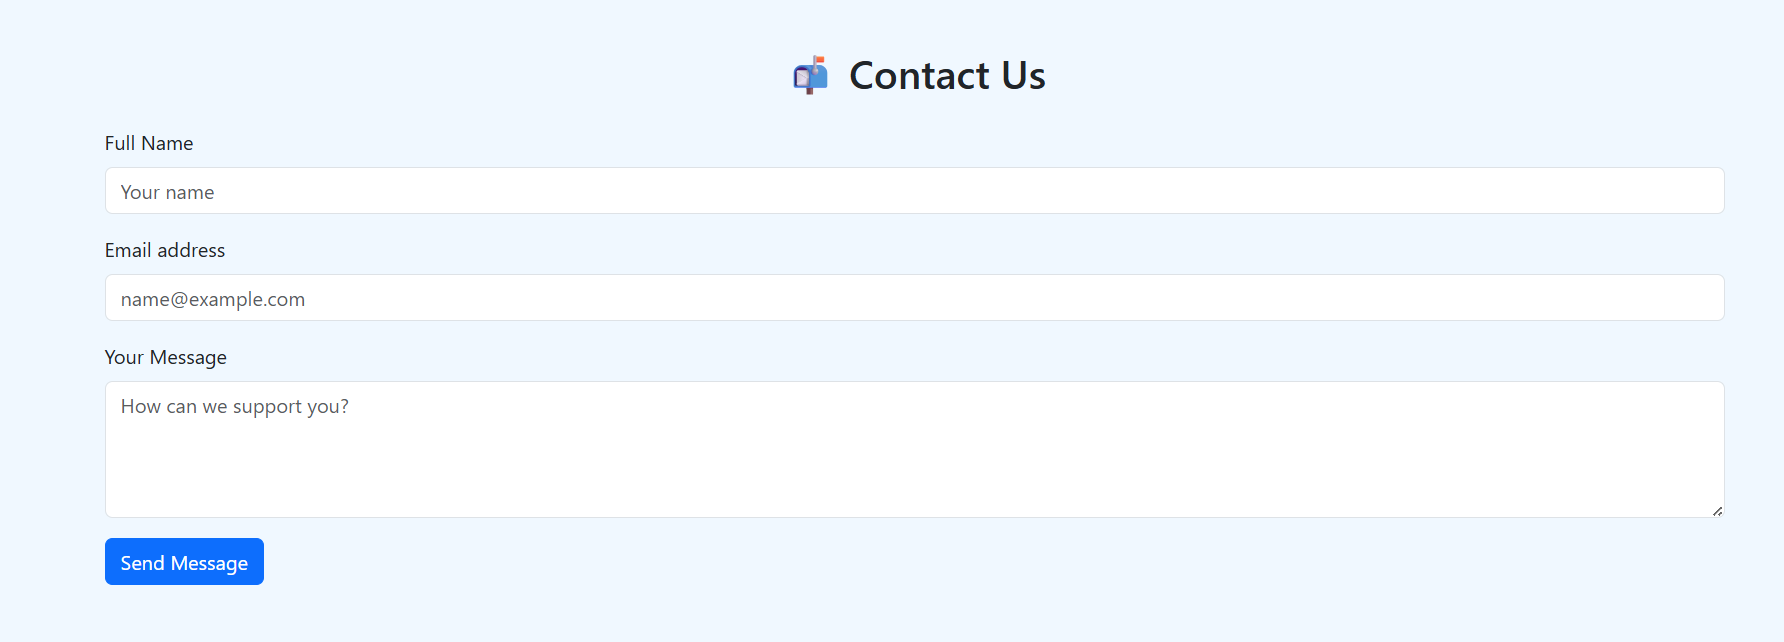 Contact Us
Full Name
Your name
Email address
name@example.com
Your Message
How can we support you?
Send Message